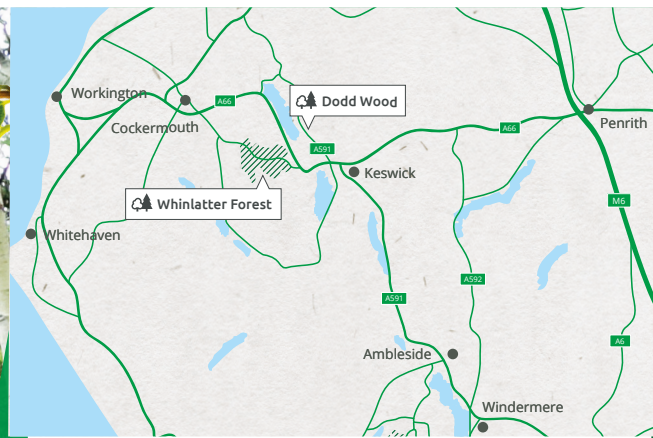 Workington
A66
Dodd Wood
Cockermouth
A66
Penrith
A591
Keswick
Whinlatter Forest
M6
Whitehaven
A592
A591
A6
Ambleside
Windermere